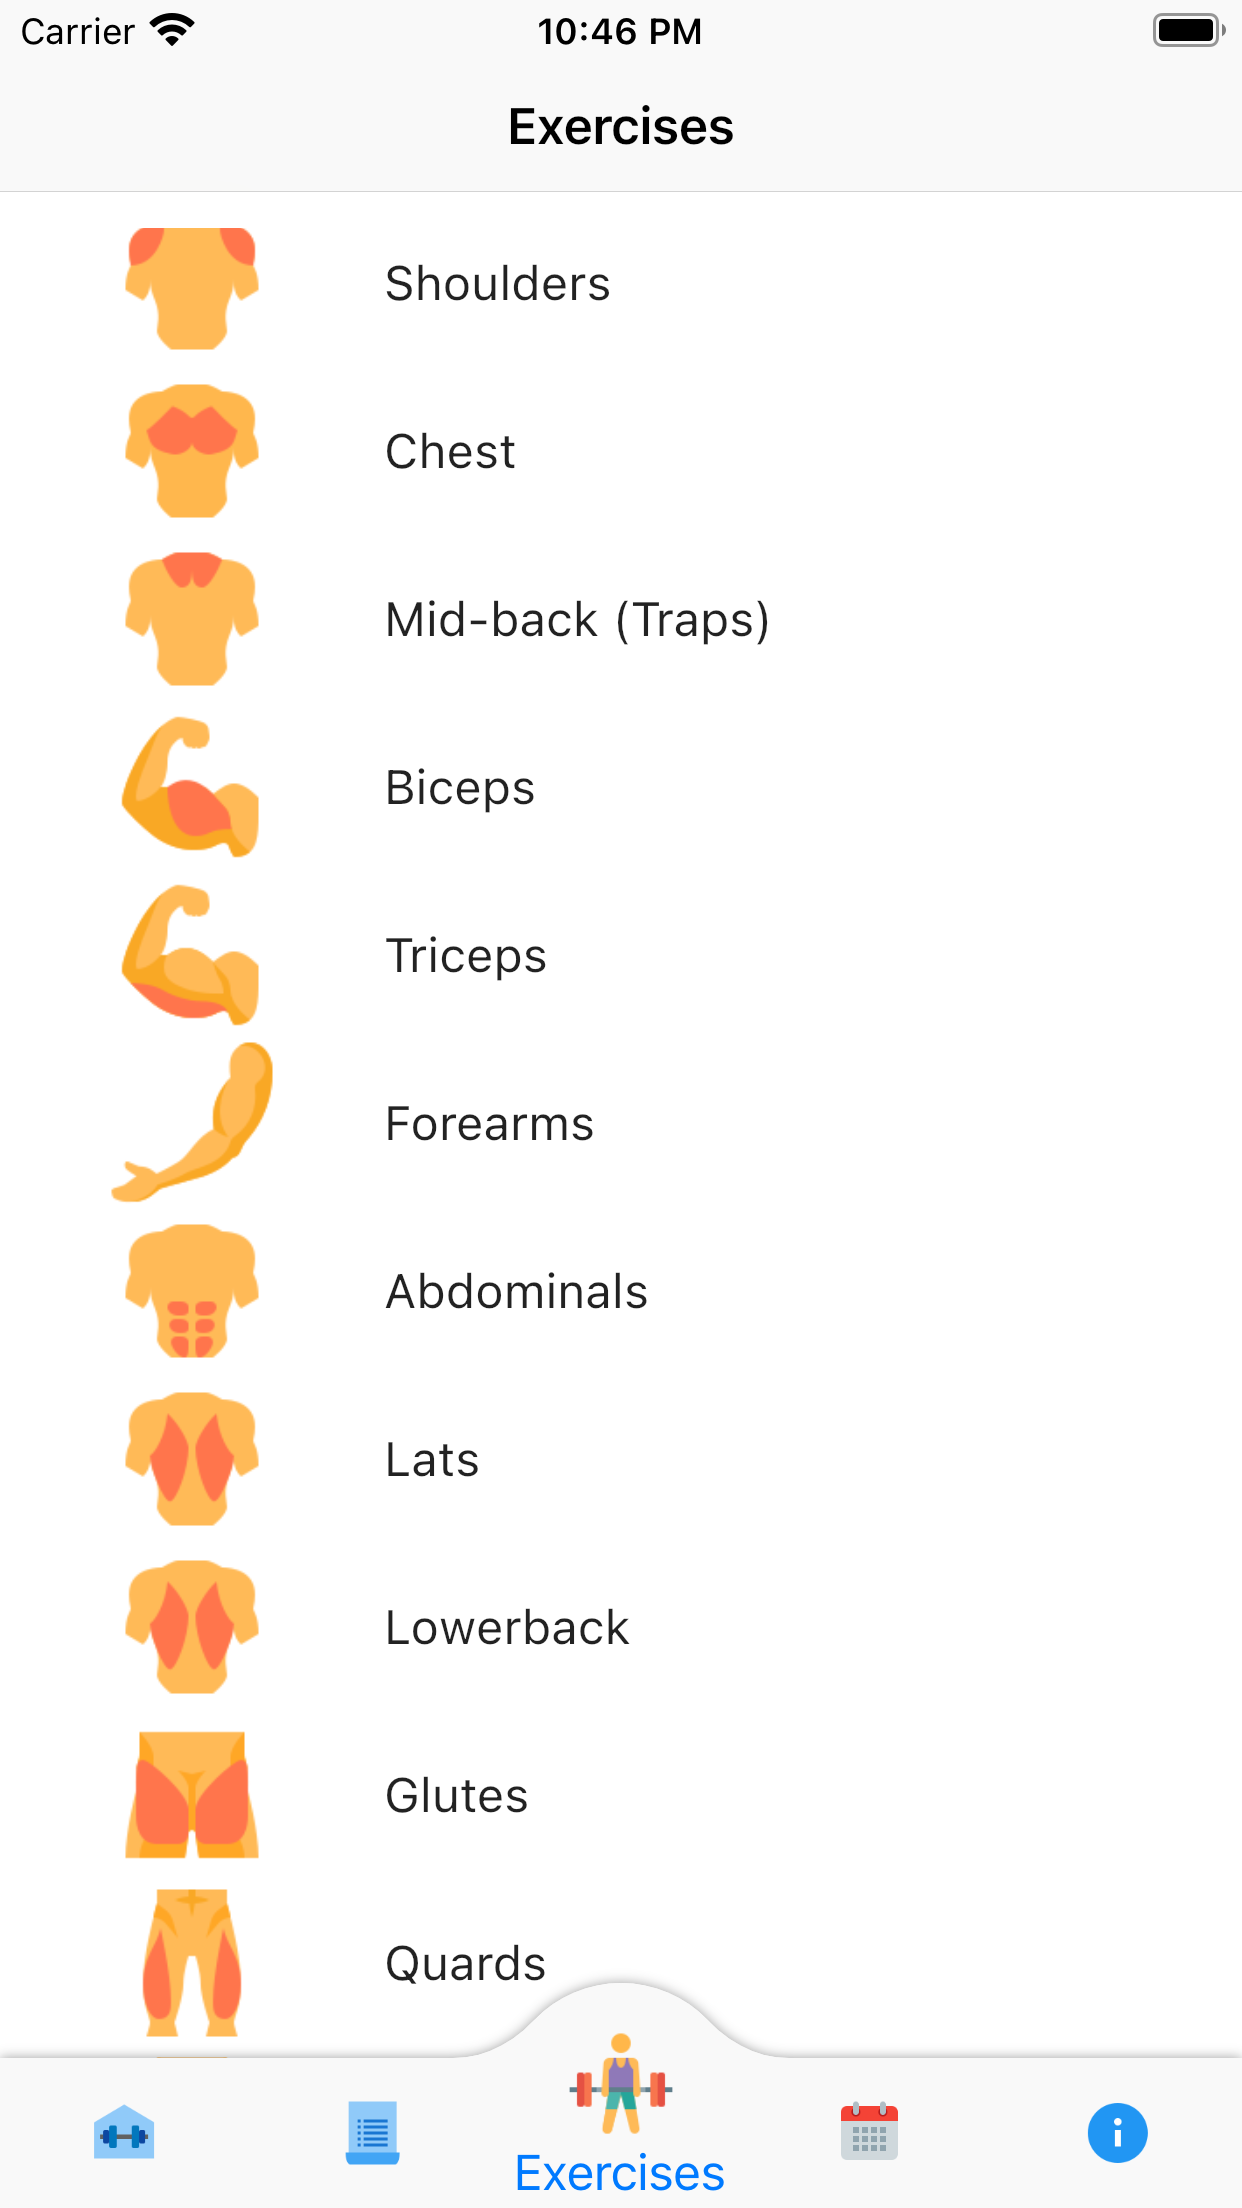 Carrier 10:46 PM
Exercises
Shoulders
Chest
Mid-back (Traps)
Biceps
Triceps
Forearms
Abdominals
Lats
Lowerback
Glutes
Quards
Exercises